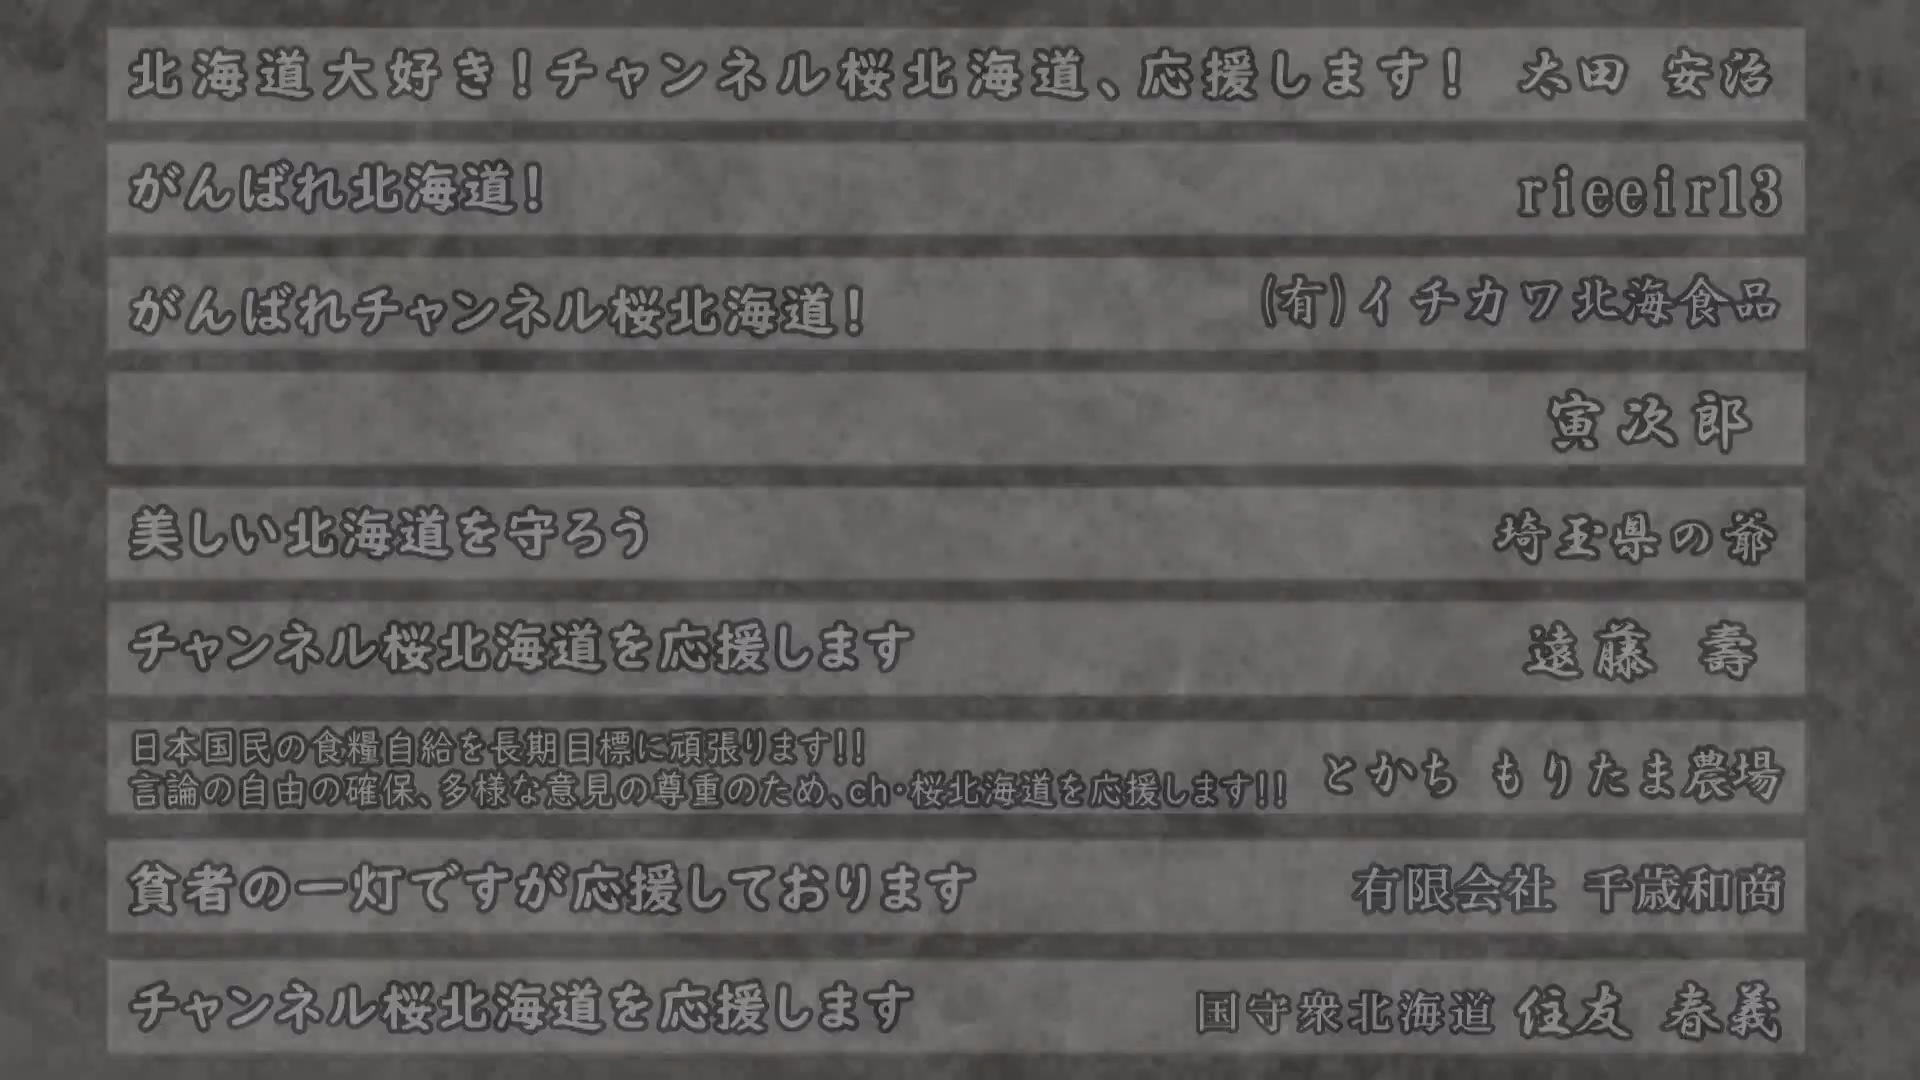 北海道大好き！チャンネル桜北海道、応援します！ 太田 安治
がんばれ北海道！ rieeir13
がんばれチャンネル桜北海道！ (有)イチカワ北海食品
寅次郎
美しい北海道を守ろう 埼玉県の爺
チャンネル桜北海道を応援します 遠藤 壽
日本国民の食糧自給を長期目標に頑張ります!!
言論の自由の確保、多様な意見の尊重のため、ch・桜北海道を応援します!! とかち もりたま農場
貧者の一灯ですが応援しております 有限会社 千歳和商
チャンネル桜北海道を応援します 国守衆北海道 住友 春義